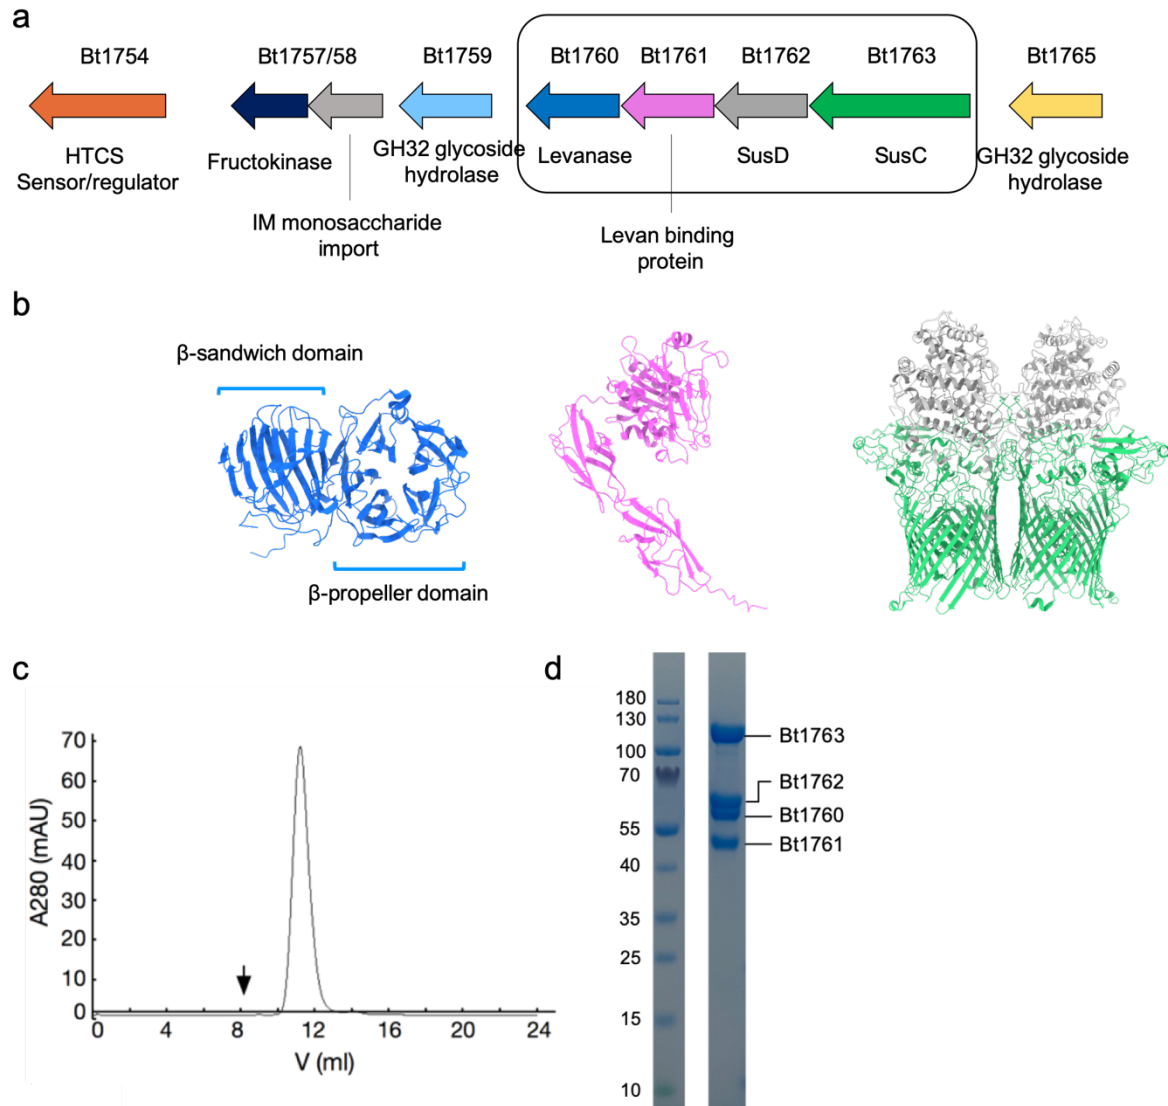 a
Bt1754
Bt1757/58
Bt1759
Bt1760
Bt1761
Bt1762
Bt1763
Bt1765
HTCS
Sensor/regulator
Fructokinase
GH32 glycoside
hydrolase
Levanase
SusD
SusC
GH32 glycoside
hydrolase
IM monosaccharide
import
Levan binding
protein
b
β-sandwich domain
β-propeller domain
c
A280 (mAU)
70
60
50
40
30
20
10
0
0
4
8
12
16
20
24
V (ml)
d
180
130
100
70
55
40
35
25
15
10
Bt1763
Bt1762
Bt1760
Bt1761